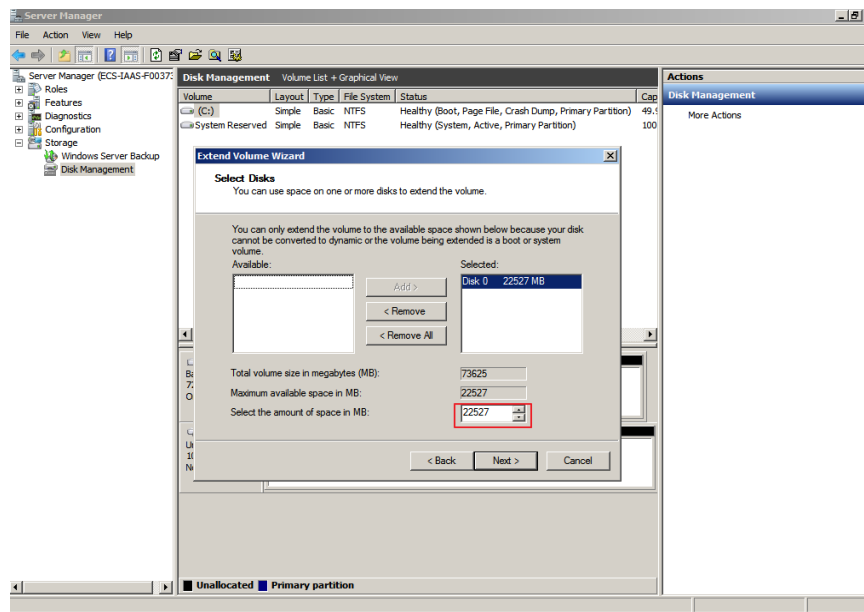 Server Manager
File Action View Help
Server Manager (ECS-IAAS-F0037
Roles
Features
Diagnostics
Configuration
Storage
Windows Server Backup
Disk Management
Disk Management Volume List + Graphical View
Volume Layout Type File System Status Cap
(C:) Simple Basic NTFS Healthy (Boot, Page File, Crash Dump, Primary Partition) 49.9
System Reserved Simple Basic NTFS Healthy (System, Active, Primary Partition) 100
Actions
Disk Management
More Actions
Extend Volume Wizard
Select Disks
You can use space on one or more disks to extend the volume.
You can only extend the volume to the available space shown below because your disk
cannot be converted to dynamic or the volume being extended is a boot or system
volume.
Available: Selected:
Disk 0 22527 MB
Add >
< Remove
< Remove All
Total volume size in megabytes (MB): 73625
Maximum available space in MB: 22527
Select the amount of space in MB: 22527
< Back Next > Cancel
Unallocated Primary partition